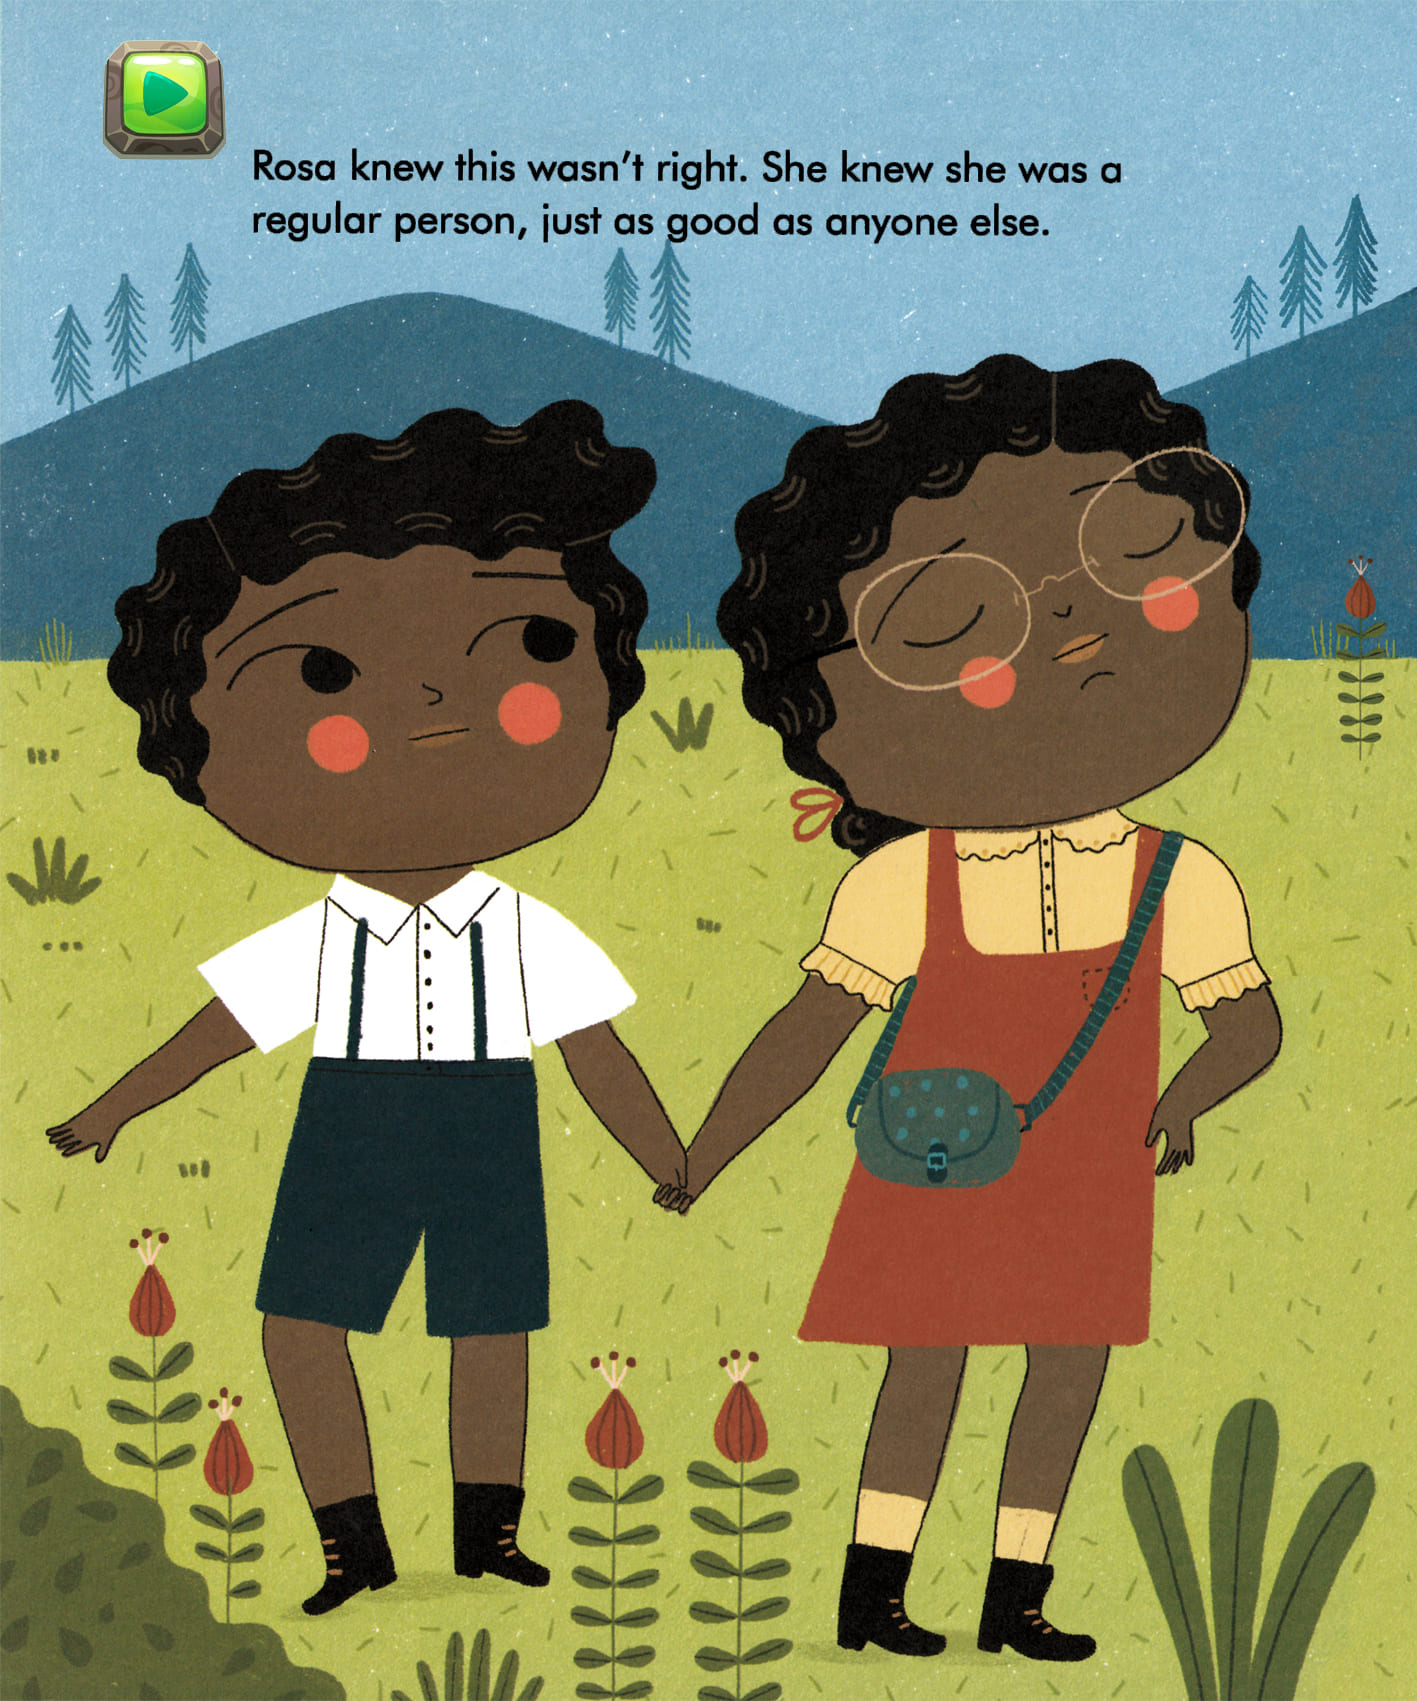 Rosa knew this wasn’t right. She knew she was a
regular person, just as good as anyone else.